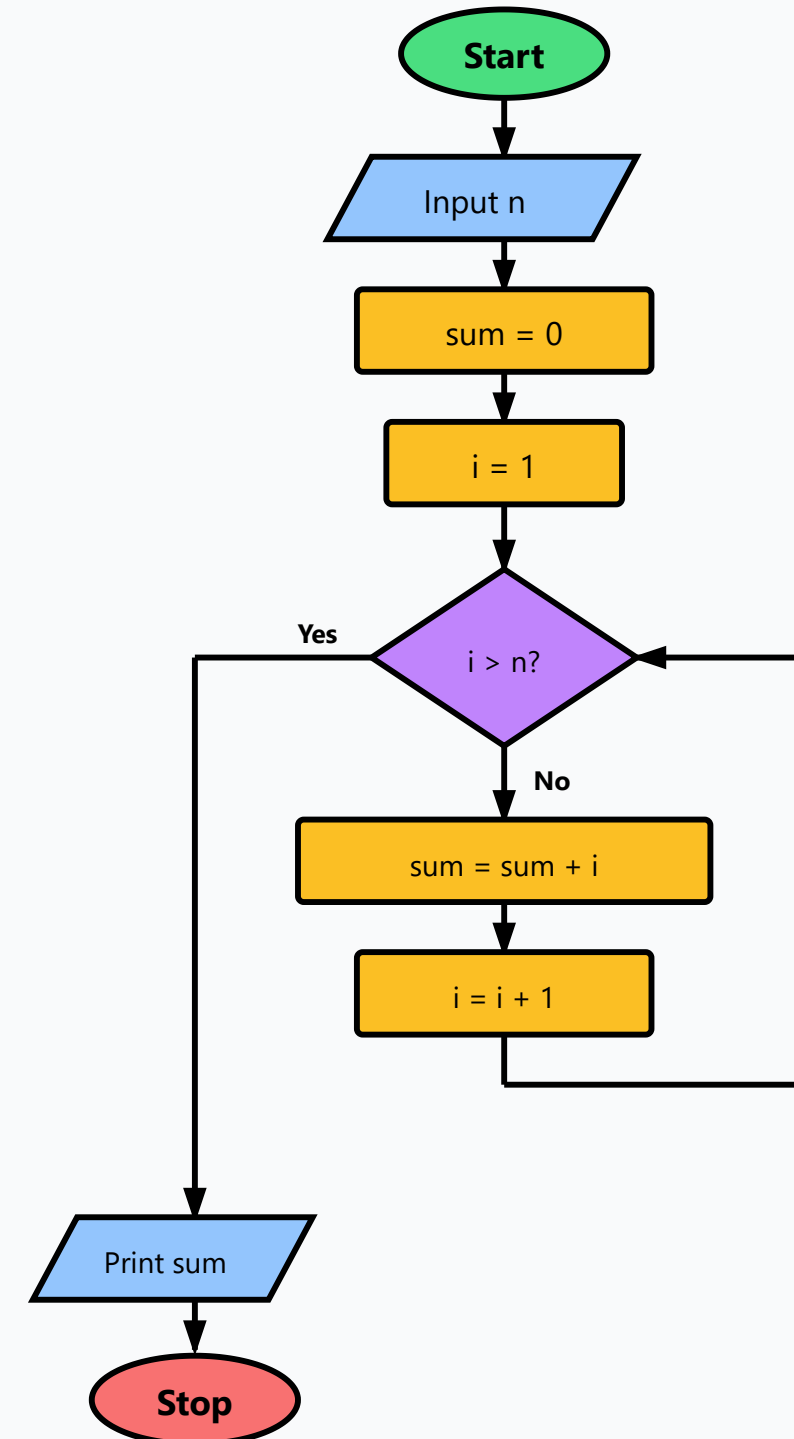 Start
Input n
sum = 0
i = 1
Yes
i > n?
No
sum = sum + i
i = i + 1
Print sum
Stop